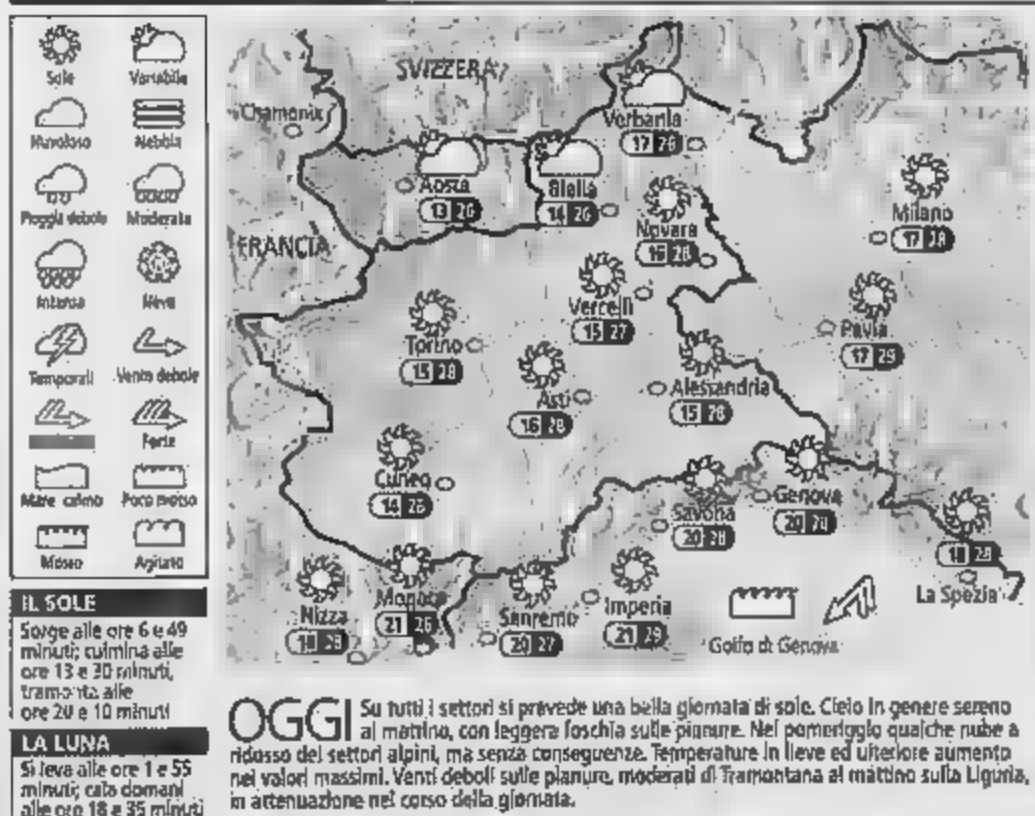 Sole
Variabile
Nuvoloso
Nebbia
Pioggia debole
Moderata
Intensa
Neve
Temporali
Vento debole
Forte
Mare calmo
Poco mosso
Mosso
Agitato
IL SOLE
Sorge alle ore 6 e 49
minuti; culmina alle
ore 13 e 30 minuti,
tramonta alle
ore 20 e 10 minuti
LA LUNA
Si leva alle ore 1 e 55
minuti; cala domani
alle ore 18 e 35 minuti
SVIZZERA
Chamonix
Verbania
17 26
Aosta
13 26
Biella
14 26
Milano
17 28
Novara
16 28
FRANCIA
Vercelli
15 27
Pavia
17 29
Torino
15 28
Alessandria
15 28
Asti
16 28
Cuneo
14 26
Savona
20 28
Genova
20 28
28
La Spezia
Nizza
Monaco
21 26
Sanremo
20 27
Imperia
21 29
Golfo di Genova
OGGI Su tutti i settori si prevede una bella giornata di sole. Cielo in genere sereno
al mattino, con leggera foschia sulle pianure. Nel pomeriggio qualche nube a
ridosso dei settori alpini, ma senza conseguenze. Temperature in lieve ed ulteriore aumento
nei valori massimi. Venti deboli sulle pianure, moderati di Tramontana al mattino sulla Liguria,
in attenuazione nel corso della giornata.